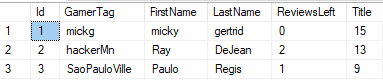 Id GamerTag FirstName LastName ReviewsLeft Title
1 1 mickg micky gertrid 0 15
2 2 hackerMn Ray DeJean 2 13
3 3 SaoPauloVille Paulo Regis 1 9